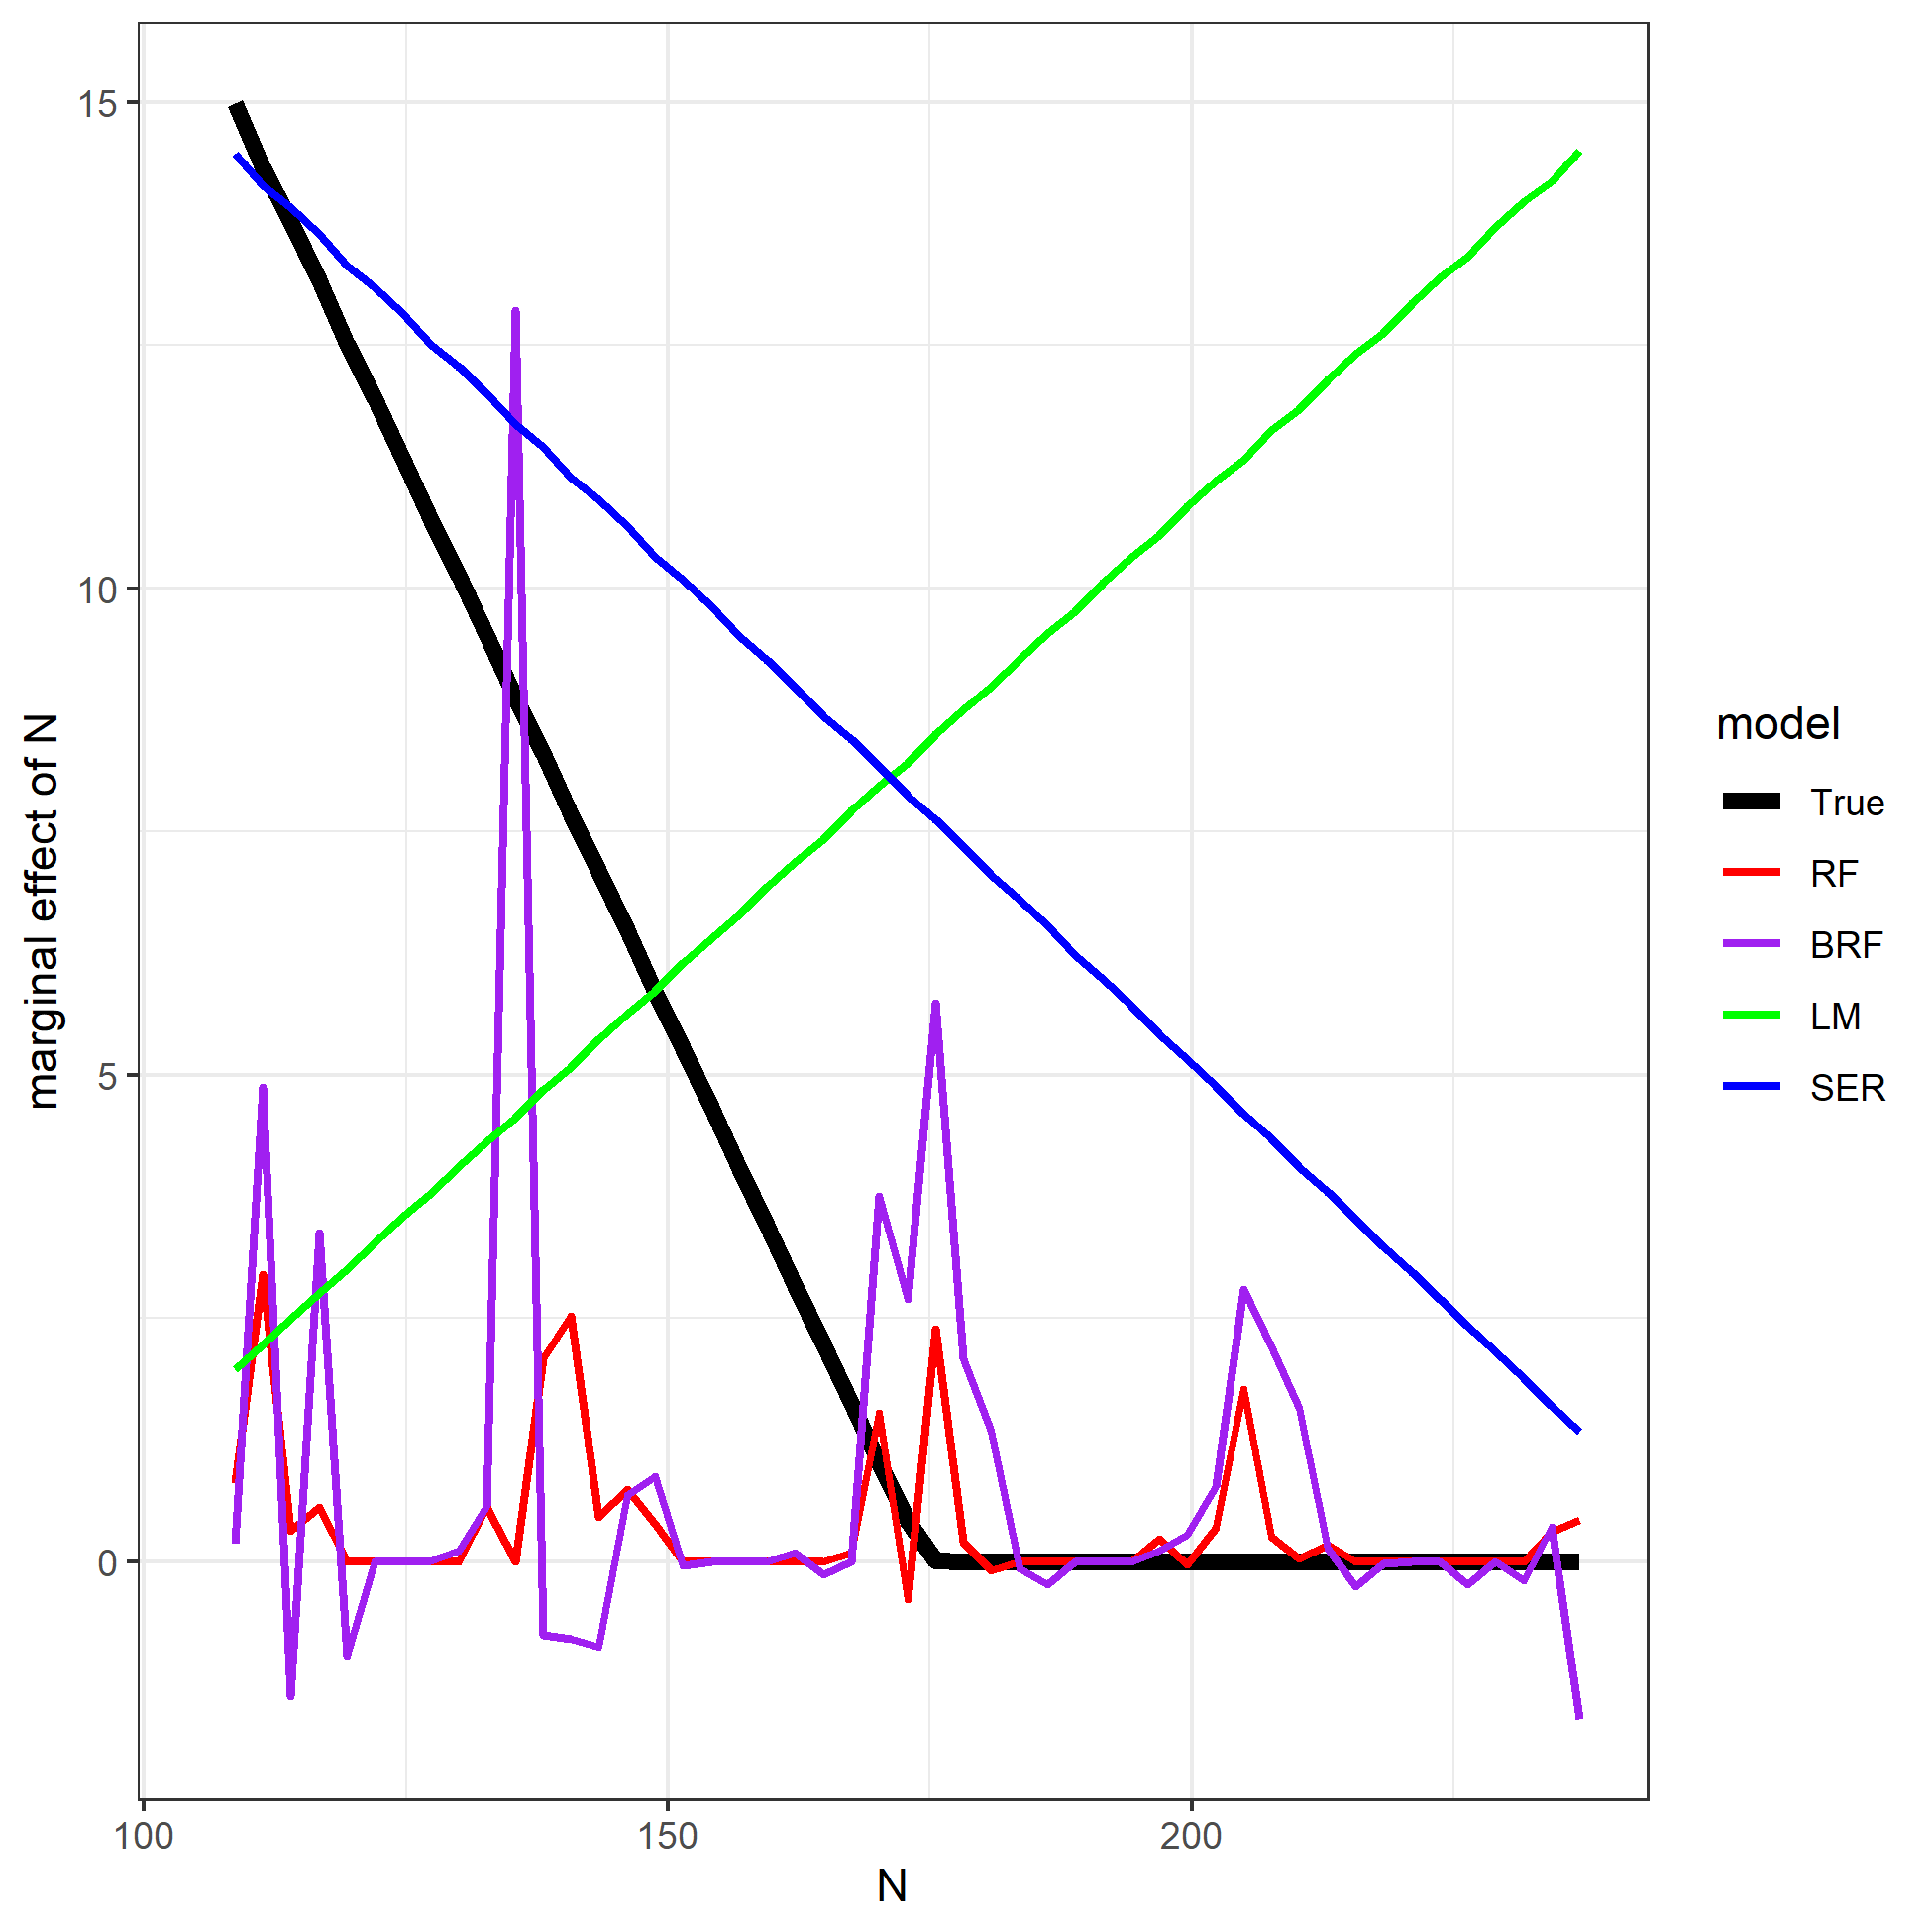 15
10
5
0
marginal effect of N
100
150
200
N
model
True
RF
BRF
LM
SER